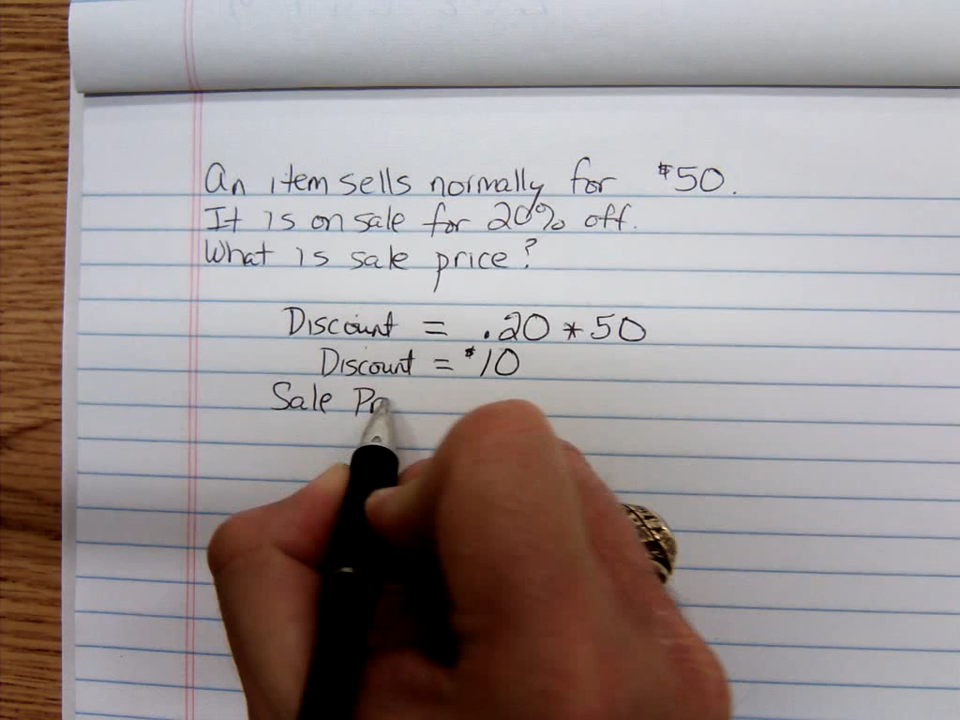 An item sells normally for $50.
It is on sale for 20% off.
What is sale price?
Discount = .20 * 50
Discount = $10
Sale